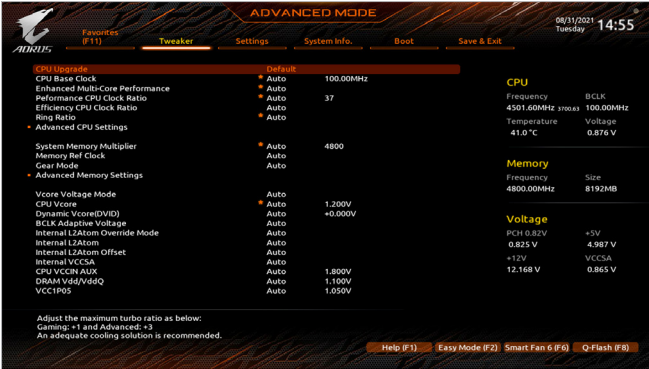 ADVANCED MODE
AORUS
Favorites
(F11)
Tweaker
Settings
System Info.
Boot
Save & Exit
08/31/2021
Tuesday
14:55
CPU Upgrade Default
CPU Base Clock * Auto 100.00MHz
Enhanced Multi-Core Performance * Auto
Peformance CPU Clock Ratio * Auto 37
Efficiency CPU Clock Ratio Auto
Ring Ratio * Auto
Advanced CPU Settings
System Memory Multiplier * Auto 4800
Memory Ref Clock Auto
Gear Mode Auto
Advanced Memory Settings
Vcore Voltage Mode Auto
CPU Vcore * Auto 1.200V
Dynamic Vcore(DVID) Auto +0.000V
BCLK Adaptive Voltage Auto
Internal L2Atom Override Mode Auto
Internal L2Atom Auto
Internal L2Atom Offset Auto
Internal VCCSA Auto
CPU VCCIN AUX Auto 1.800V
DRAM Vdd/VddQ Auto 1.100V
VCC1P05 Auto 1.050V
CPU
Frequency BCLK
4501.60MHz 3700.63 100.00MHz
Temperature Voltage
41.0 °C 0.876 V
Memory
Frequency Size
4800.00MHz 8192MB
Voltage
PCH 0.82V +5V
0.825 V 4.987 V
+12V VCCSA
12.168 V 0.865 V
Adjust the maximum turbo ratio as below:
Gaming: +1 and Advanced: +3
An adequate cooling solution is recommended.
Help (F1) Easy Mode (F2) Smart Fan 6 (F6) Q-Flash (F8)